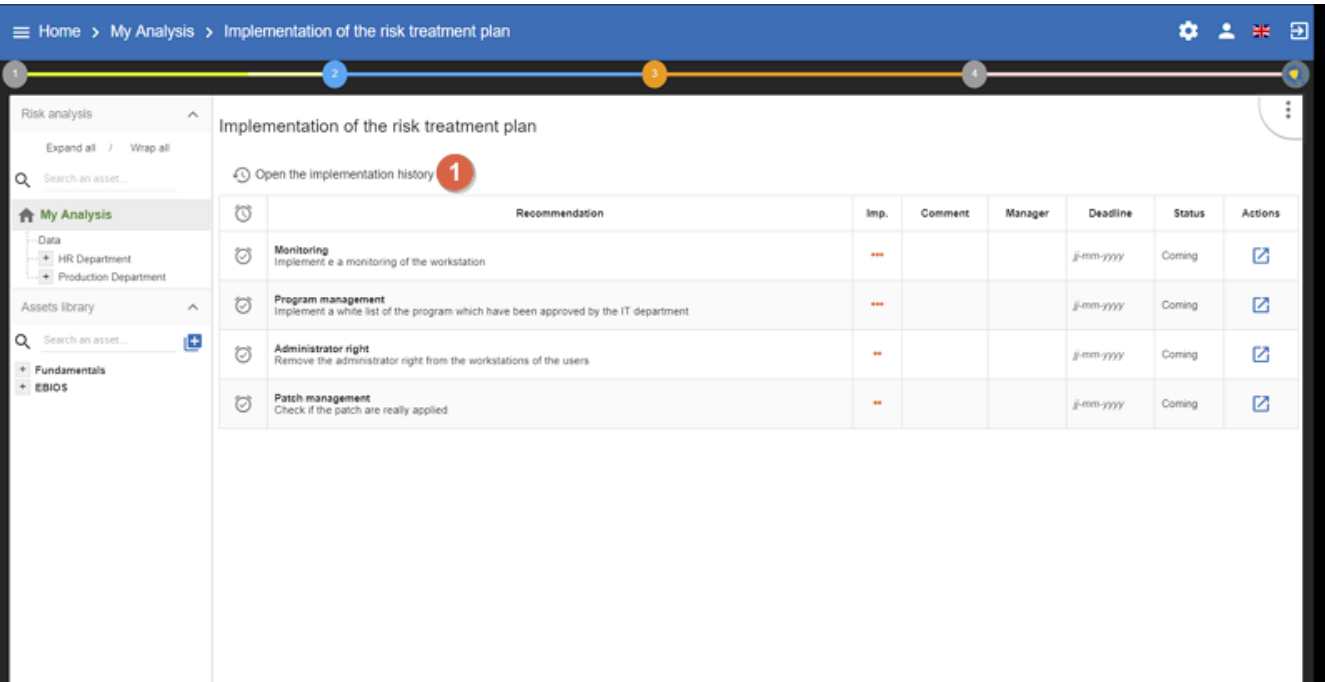 Home > My Analysis > Implementation of the risk treatment plan
1 2 3 4
Risk analysis
Expand all / Wrap all
Search an asset...
My Analysis
Data
+ HR Department
+ Production Department
Assets library
Search an asset...
+ Fundamentals
+ EBIOS
Implementation of the risk treatment plan
Open the implementation history 1
Recommendation Imp. Comment Manager Deadline Status Actions
Monitoring
Implement e a monitoring of the workstation ••• jj-mm-yyyy Coming
Program management
Implement a white list of the program which have been approved by the IT department ••• jj-mm-yyyy Coming
Administrator right
Remove the administrator right from the workstations of the users •• jj-mm-yyyy Coming
Patch management
Check if the patch are really applied •• jj-mm-yyyy Coming